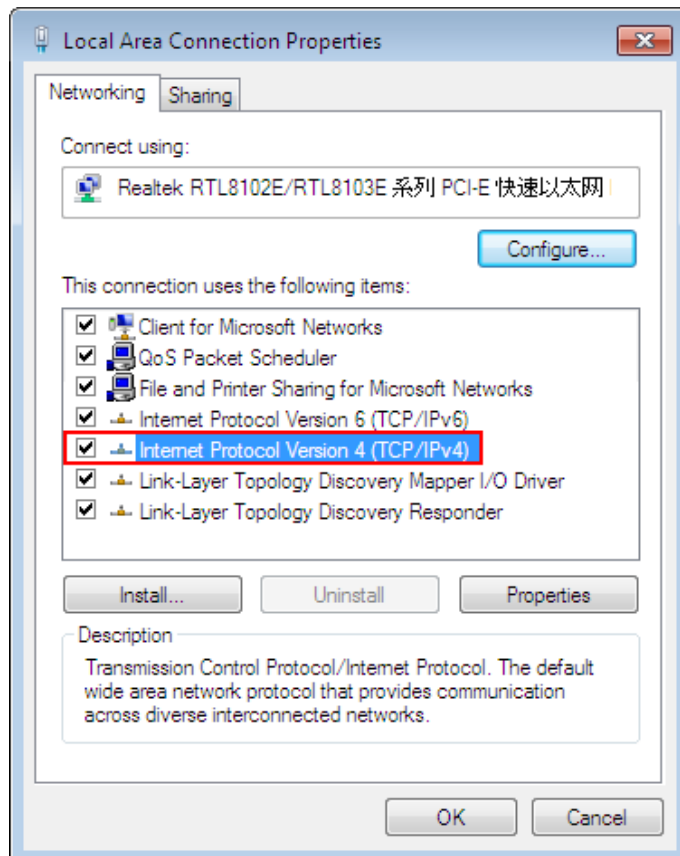 Local Area Connection Properties
Networking
Sharing
Connect using:
Realtek RTL8102E/RTL8103E 系列 PCI-E 快速以太网
Configure...
This connection uses the following items:
Client for Microsoft Networks
QoS Packet Scheduler
File and Printer Sharing for Microsoft Networks
Internet Protocol Version 6 (TCP/IPv6)
Internet Protocol Version 4 (TCP/IPv4)
Link-Layer Topology Discovery Mapper I/O Driver
Link-Layer Topology Discovery Responder
Install...
Uninstall
Properties
Description
Transmission Control Protocol/Internet Protocol. The default
wide area network protocol that provides communication
across diverse interconnected networks.
OK
Cancel